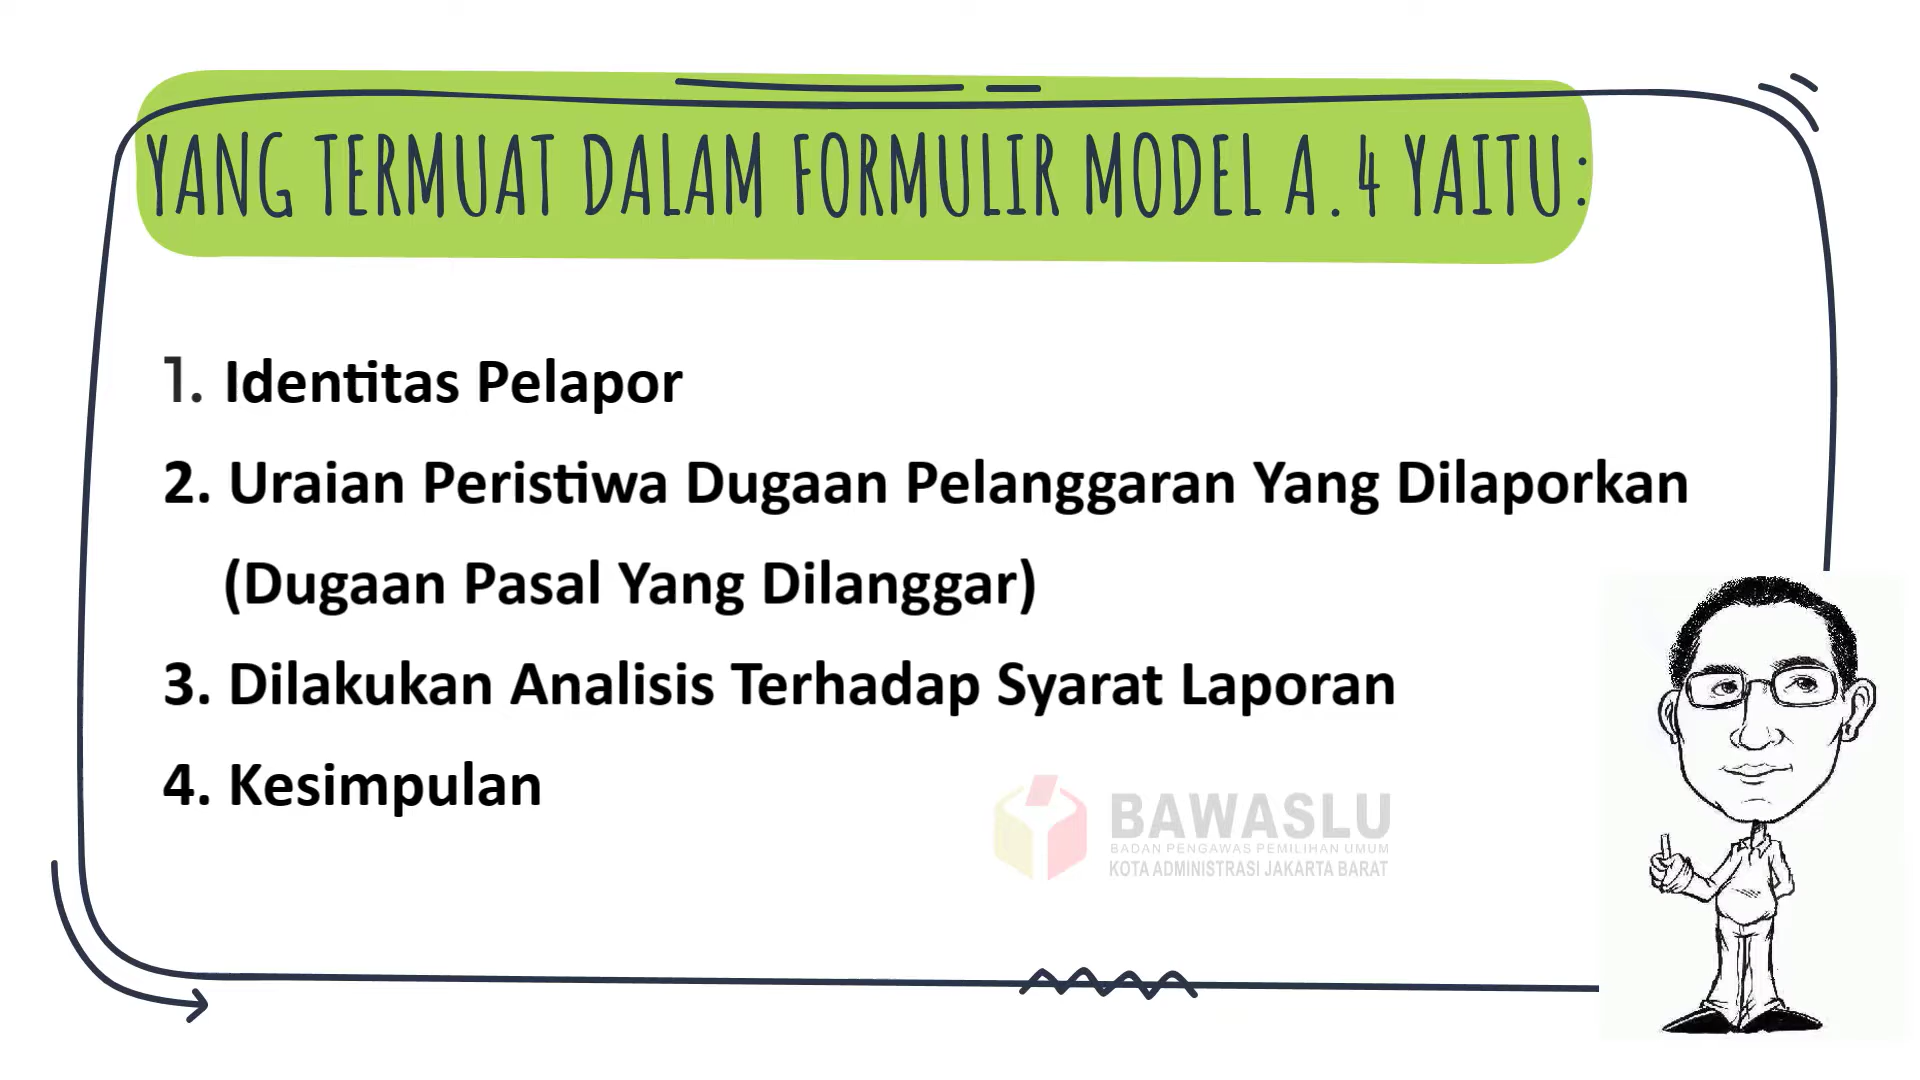 YANG TERMUAT DALAM FORMULIR MODEL A.4 YAITU:
1. Identitas Pelapor
2. Uraian Peristiwa Dugaan Pelanggaran Yang Dilaporkan
(Dugaan Pasal Yang Dilanggar)
3. Dilakukan Analisis Terhadap Syarat Laporan
4. Kesimpulan
BAWASLU
BADAN PENGAWAS PEMILIHAN UMUM
KOTA ADMINISTRASI JAKARTA BARAT